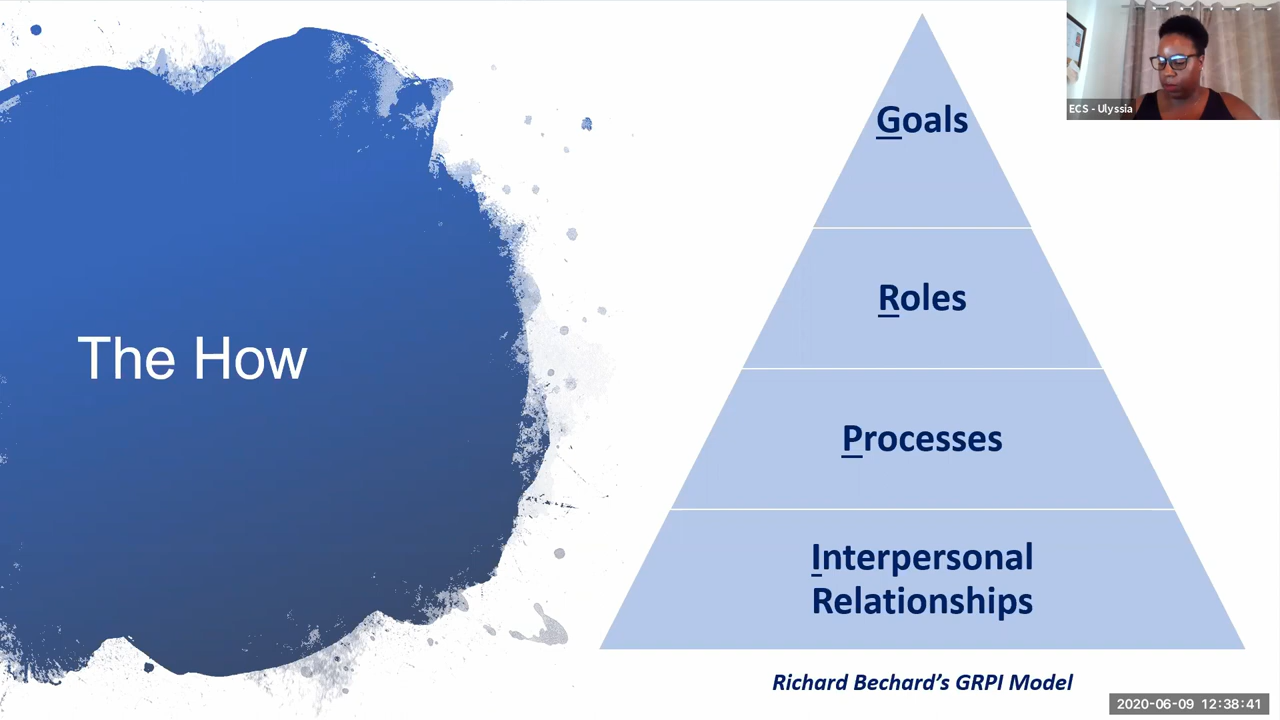 The How
Goals
Roles
Processes
Interpersonal
Relationships
Richard Bechard's GRPI Model
ECS - Ulyssia
2020-06-09 12:38:41